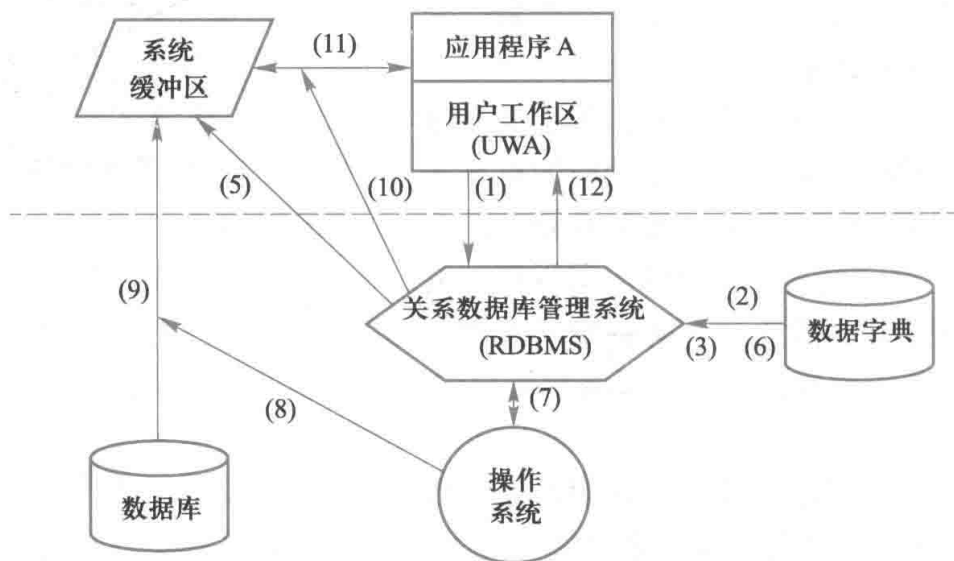 系统
缓冲区
(11)
应用程序 A
用户工作区
(UWA)
(5)
(10)
(1)
(12)
(9)
关系数据库管理系统
(RDBMS)
(2)
(3)
(6)
数据字典
(7)
(8)
数据库
操作
系统